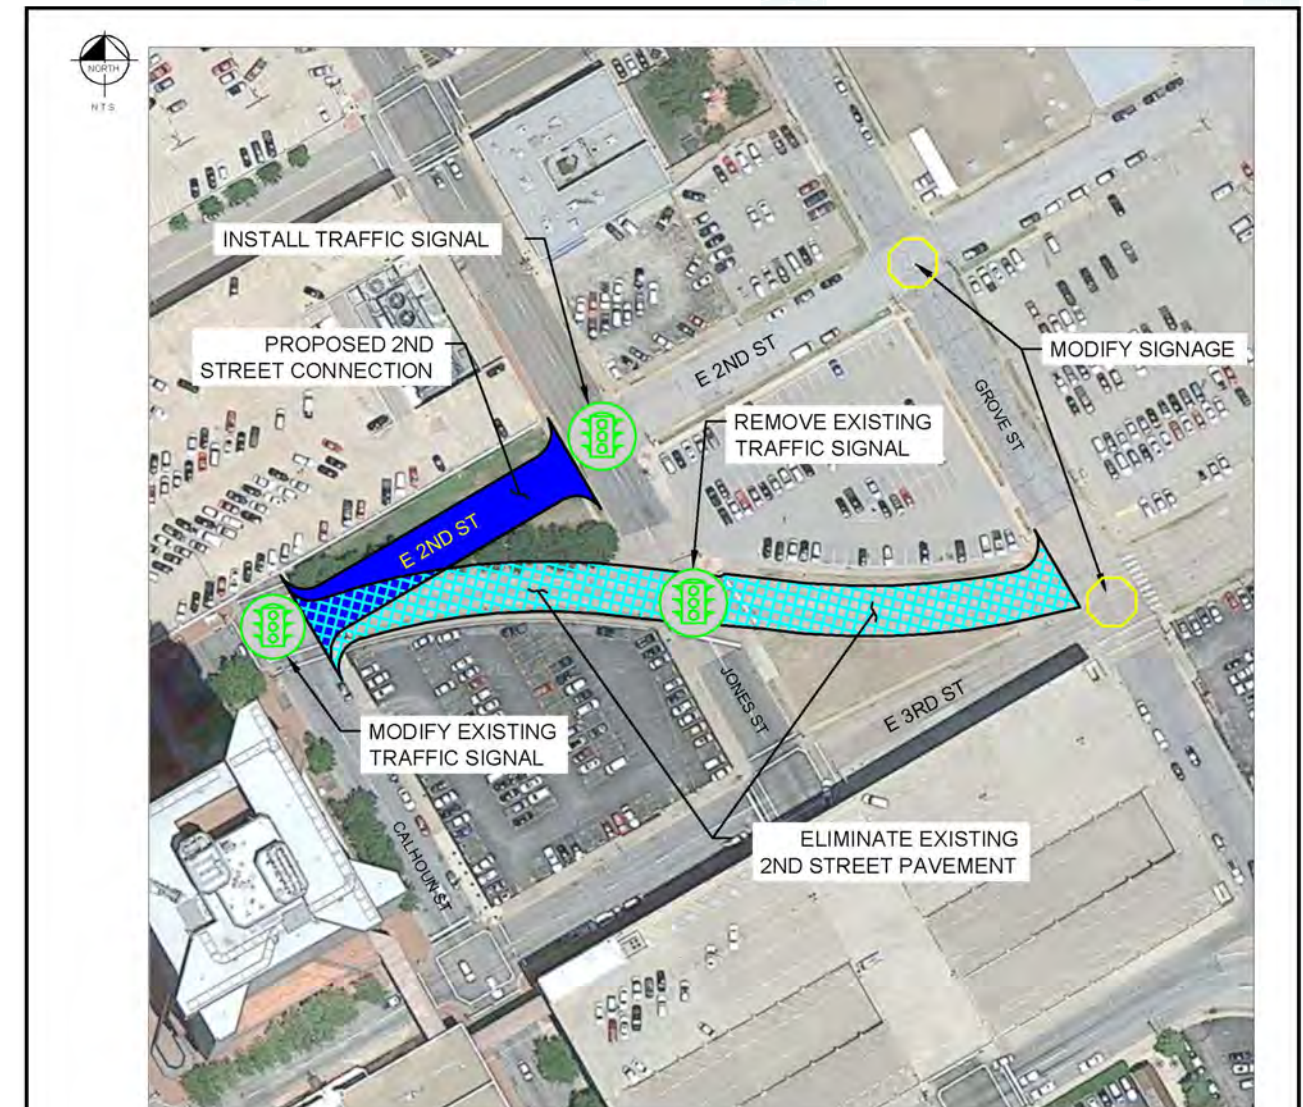 NORTH
NTS
INSTALL TRAFFIC SIGNAL
PROPOSED 2ND
STREET CONNECTION
E 2ND ST
MODIFY SIGNAGE
GROVE ST
REMOVE EXISTING
TRAFFIC SIGNAL
E 2ND ST
JONES ST
E 3RD ST
MODIFY EXISTING
TRAFFIC SIGNAL
CALHOUN ST
ELIMINATE EXISTING
2ND STREET PAVEMENT